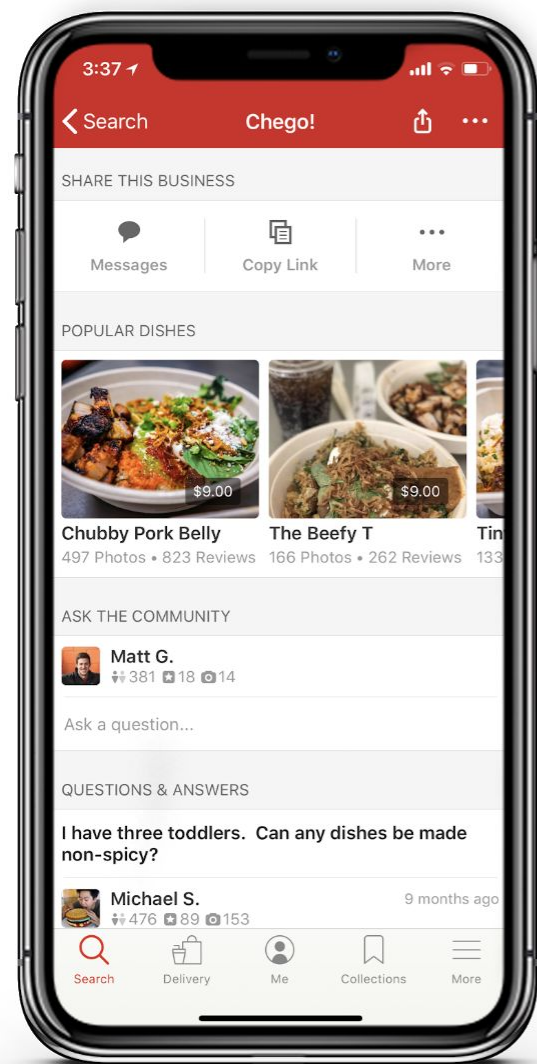 3:37
Search
Chego!
SHARE THIS BUSINESS
Messages
Copy Link
More
POPULAR DISHES
$9.00
$9.00
Chubby Pork Belly
The Beefy T
Tin
497 Photos • 823 Reviews
166 Photos • 262 Reviews
133
ASK THE COMMUNITY
Matt G.
381 18 14
Ask a question...
QUESTIONS & ANSWERS
I have three toddlers. Can any dishes be made
non-spicy?
Michael S.
9 months ago
476 89 153
Search
Delivery
Me
Collections
More